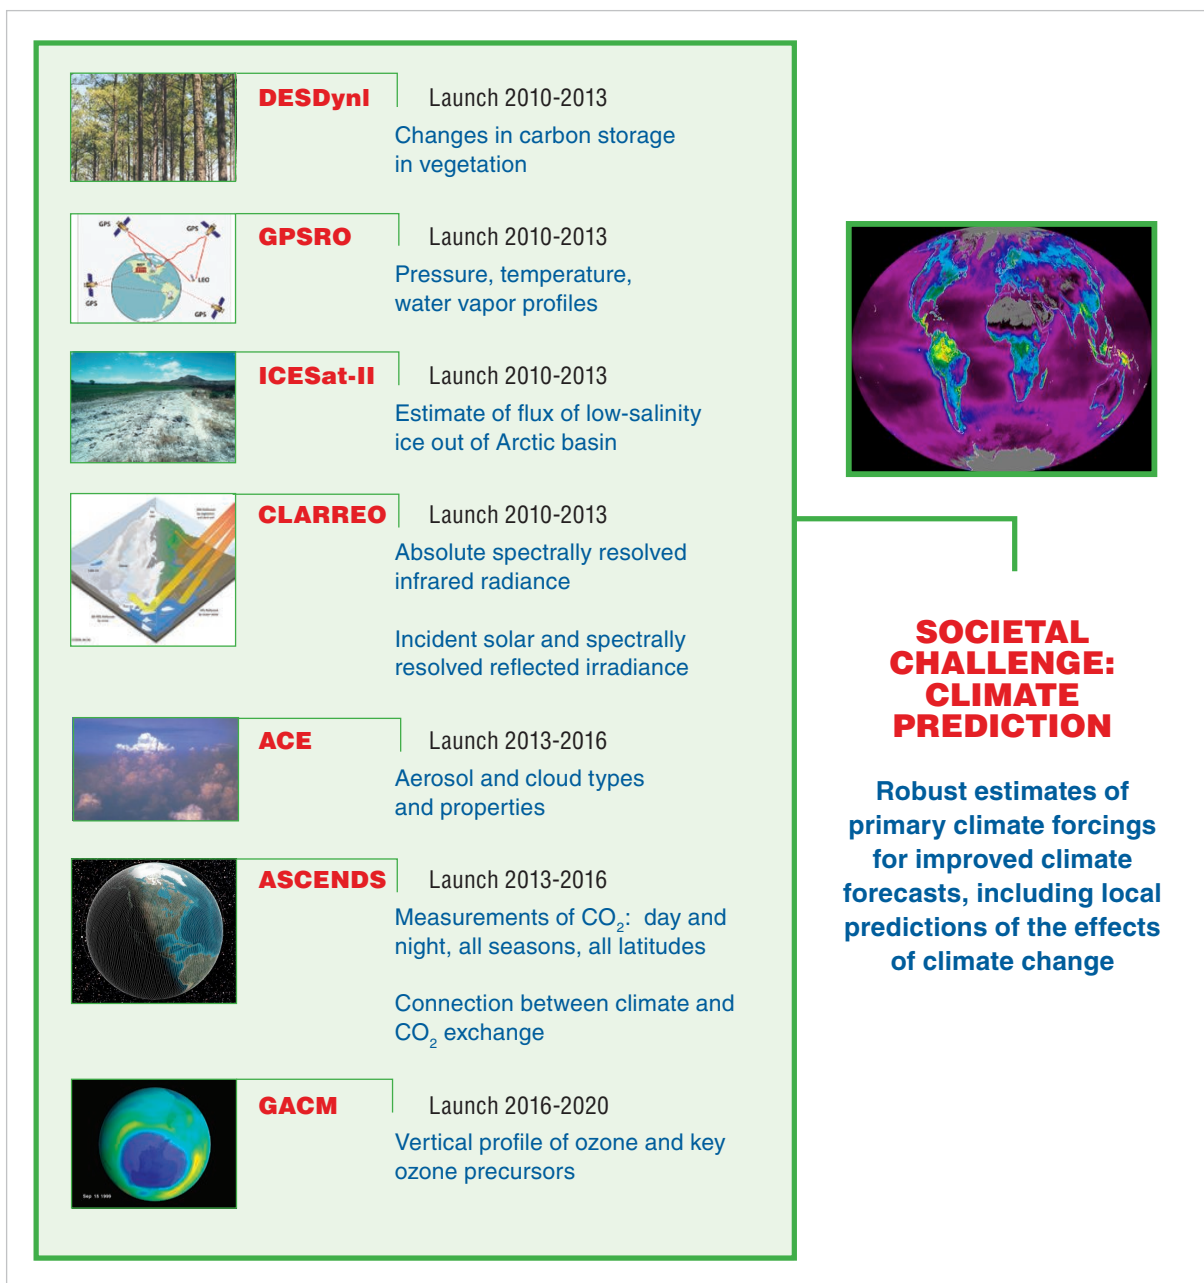 DESDynI
Launch 2010-2013
Changes in carbon storage
in vegetation
GPS
GPS
LEO
GPS
GPS
GPSRO
Launch 2010-2013
Pressure, temperature,
water vapor profiles
ICESat-II
Launch 2010-2013
Estimate of flux of low-salinity
ice out of Arctic basin
CLARREO
Launch 2010-2013
Absolute spectrally resolved
infrared radiance
Incident solar and spectrally
resolved reflected irradiance
ACE
Launch 2013-2016
Aerosol and cloud types
and properties
ASCENDS
Launch 2013-2016
Measurements of CO₂: day and
night, all seasons, all latitudes
Connection between climate and
CO₂ exchange
GACM
Launch 2016-2020
Vertical profile of ozone and key
ozone precursors
SOCIETAL
CHALLENGE:
CLIMATE
PREDICTION
Robust estimates of
primary climate forcings
for improved climate
forecasts, including local
predictions of the effects
of climate change